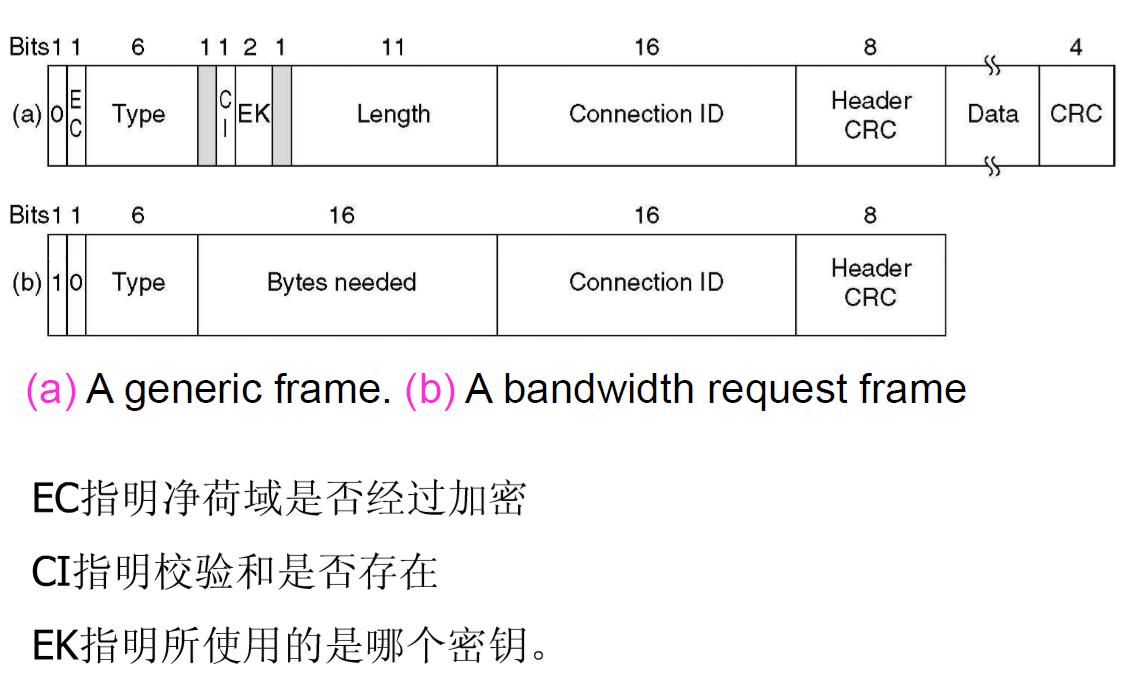 Bits 1 1 6 1 1 2 1 11 16 8 4
(a) 0 EC Type CI EK Length Connection ID Header CRC Data CRC
Bits 1 1 6 16 16 8
(b) 1 0 Type Bytes needed Connection ID Header CRC
(a) A generic frame. (b) A bandwidth request frame
EC指明净荷域是否经过加密
CI指明校验和是否存在
EK指明所使用的是哪个密钥。